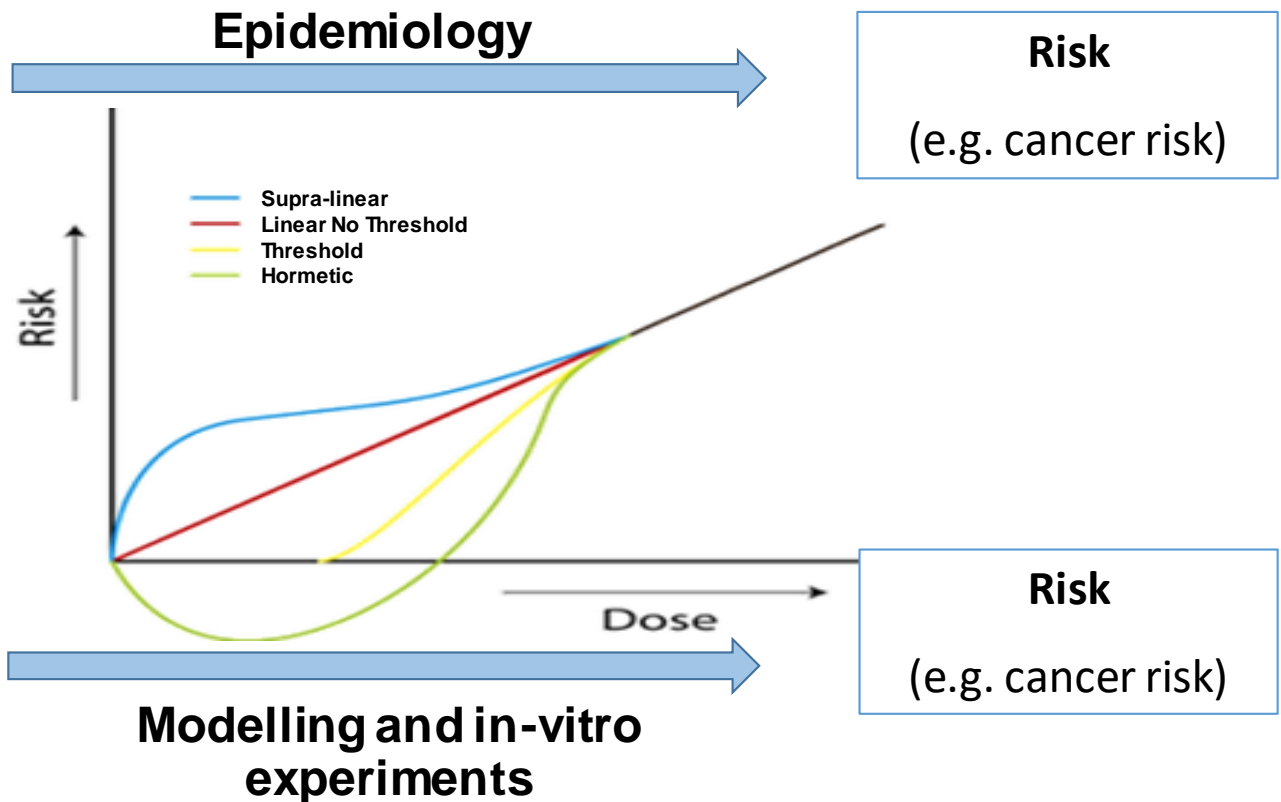 Epidemiology
Risk
(e.g. cancer risk)
Supra-linear
Linear No Threshold
Threshold
Hormetic
Risk
Dose
Risk
(e.g. cancer risk)
Modelling and in-vitro
experiments